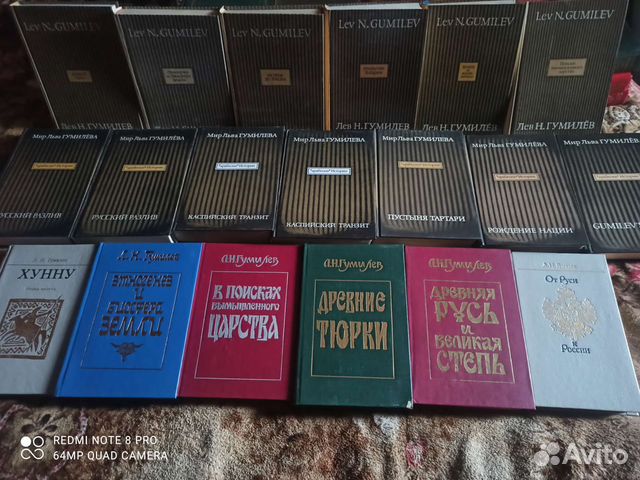 Lev N. GUMILEV
Lev N. GUMILEV
Lev N. GUMILEV
Lev N. GUMILEV
Lev N. GUMILEV
Lev N. GUMILEV
Лев Н. ГУМИЛЕВ
Лев Н. ГУМИЛЕВ
Лев Н. ГУМИЛЁВ
Лев Н. ГУМИЛЁВ
Мир Льва ГУМИЛЁВА
Мир Льва ГУМИЛЁВА
Мир Льва ГУМИЛЁВА
Мир Льва ГУМИЛЁВА
Мир Льва ГУМИЛЁВА
Мир Льва ГУМИЛЁВА
Мир Льва ГУМИЛЁВА
РУССКИЙ РАЗЛИВ
РУССКИЙ РАЗЛИВ
КАСПИЙСКИЙ ТРАНЗИТ
КАСПИЙСКИЙ ТРАНЗИТ
ПУСТЫНЯ ТАРТАРИ
РОЖДЕНИЕ НАЦИИ
GUMILEV
ХУННУ
Л. Н. Гумилев
ЭТНОГЕНЕЗ
И
БИОСФЕРА
ЗЕМЛИ
Л.Н.Гумилев
В ПОИСКАХ
ВЫМЫШЛЕННОГО
ЦАРСТВА
Л.Н.Гумилев
ДРЕВНИЕ
ТЮРКИ
Л.Н.Гумилев
ДРЕВНЯЯ
РУСЬ
И
ВЕЛИКАЯ
СТЕПЬ
От Руси
к
России
REDMI NOTE 8 PRO
64MP QUAD CAMERA
Avito